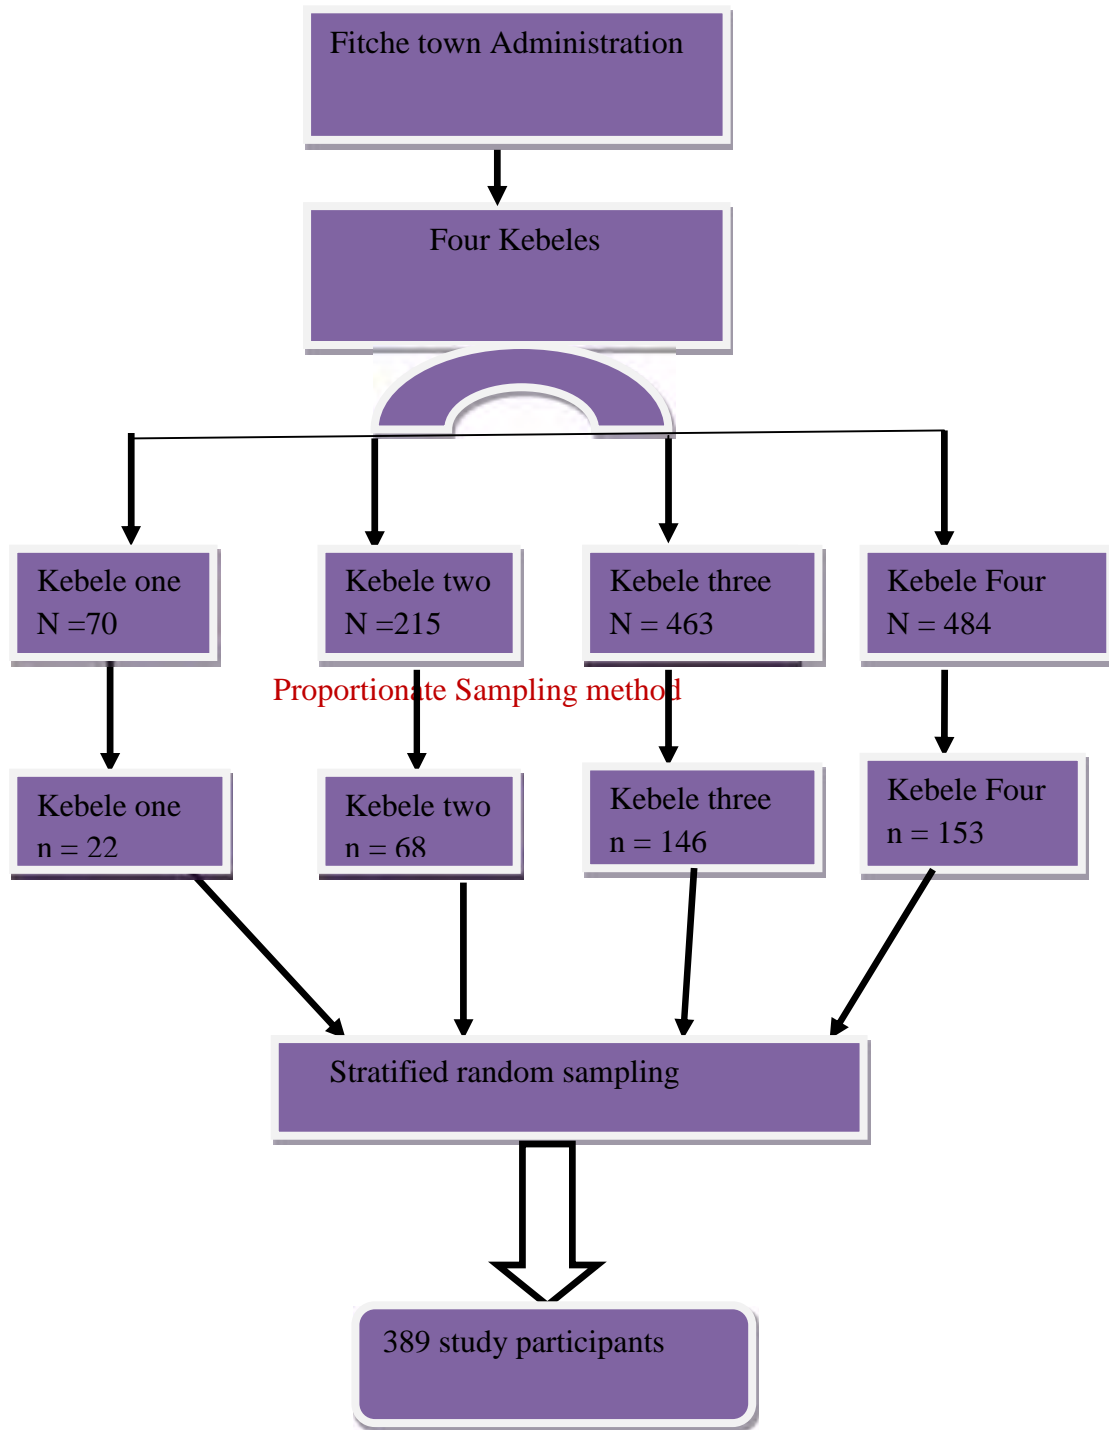 Fitche town Administration
Four Kebeles
Kebele one
N =70
Kebele two
N =215
Kebele three
N = 463
Kebele Four
N = 484
Proportionate Sampling method
Kebele one
n = 22
Kebele two
n = 68
Kebele three
n = 146
Kebele Four
n = 153
Stratified random sampling
389 study participants